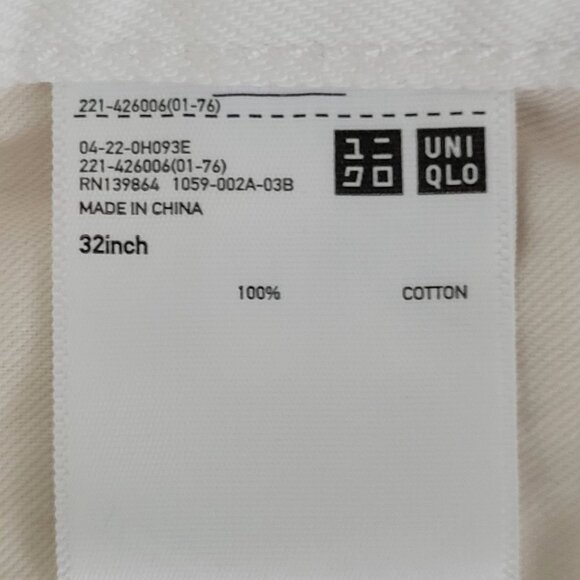 221-426006(01-76)
04-22-0H093E
221-426006(01-76)
RN139864 1059-002A-03B
MADE IN CHINA
ユニ
クロ
UNI
QLO
32inch
100% COTTON